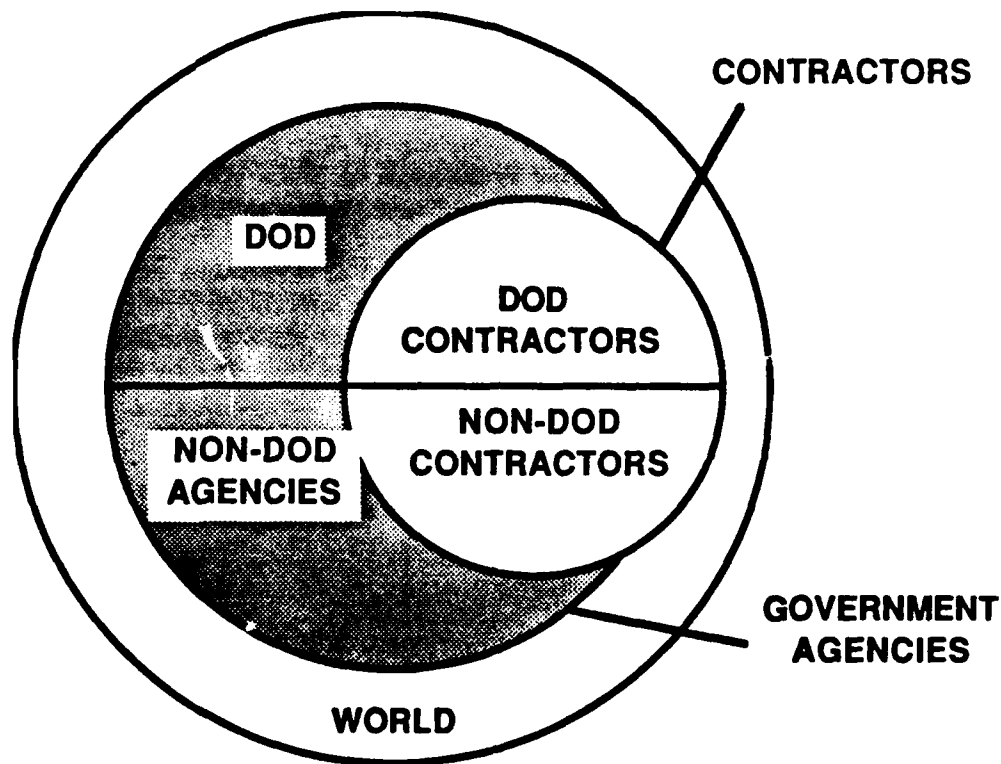 CONTRACTORS
DOD
DOD
CONTRACTORS
NON-DOD
CONTRACTORS
NON-DOD
AGENCIES
GOVERNMENT
AGENCIES
WORLD